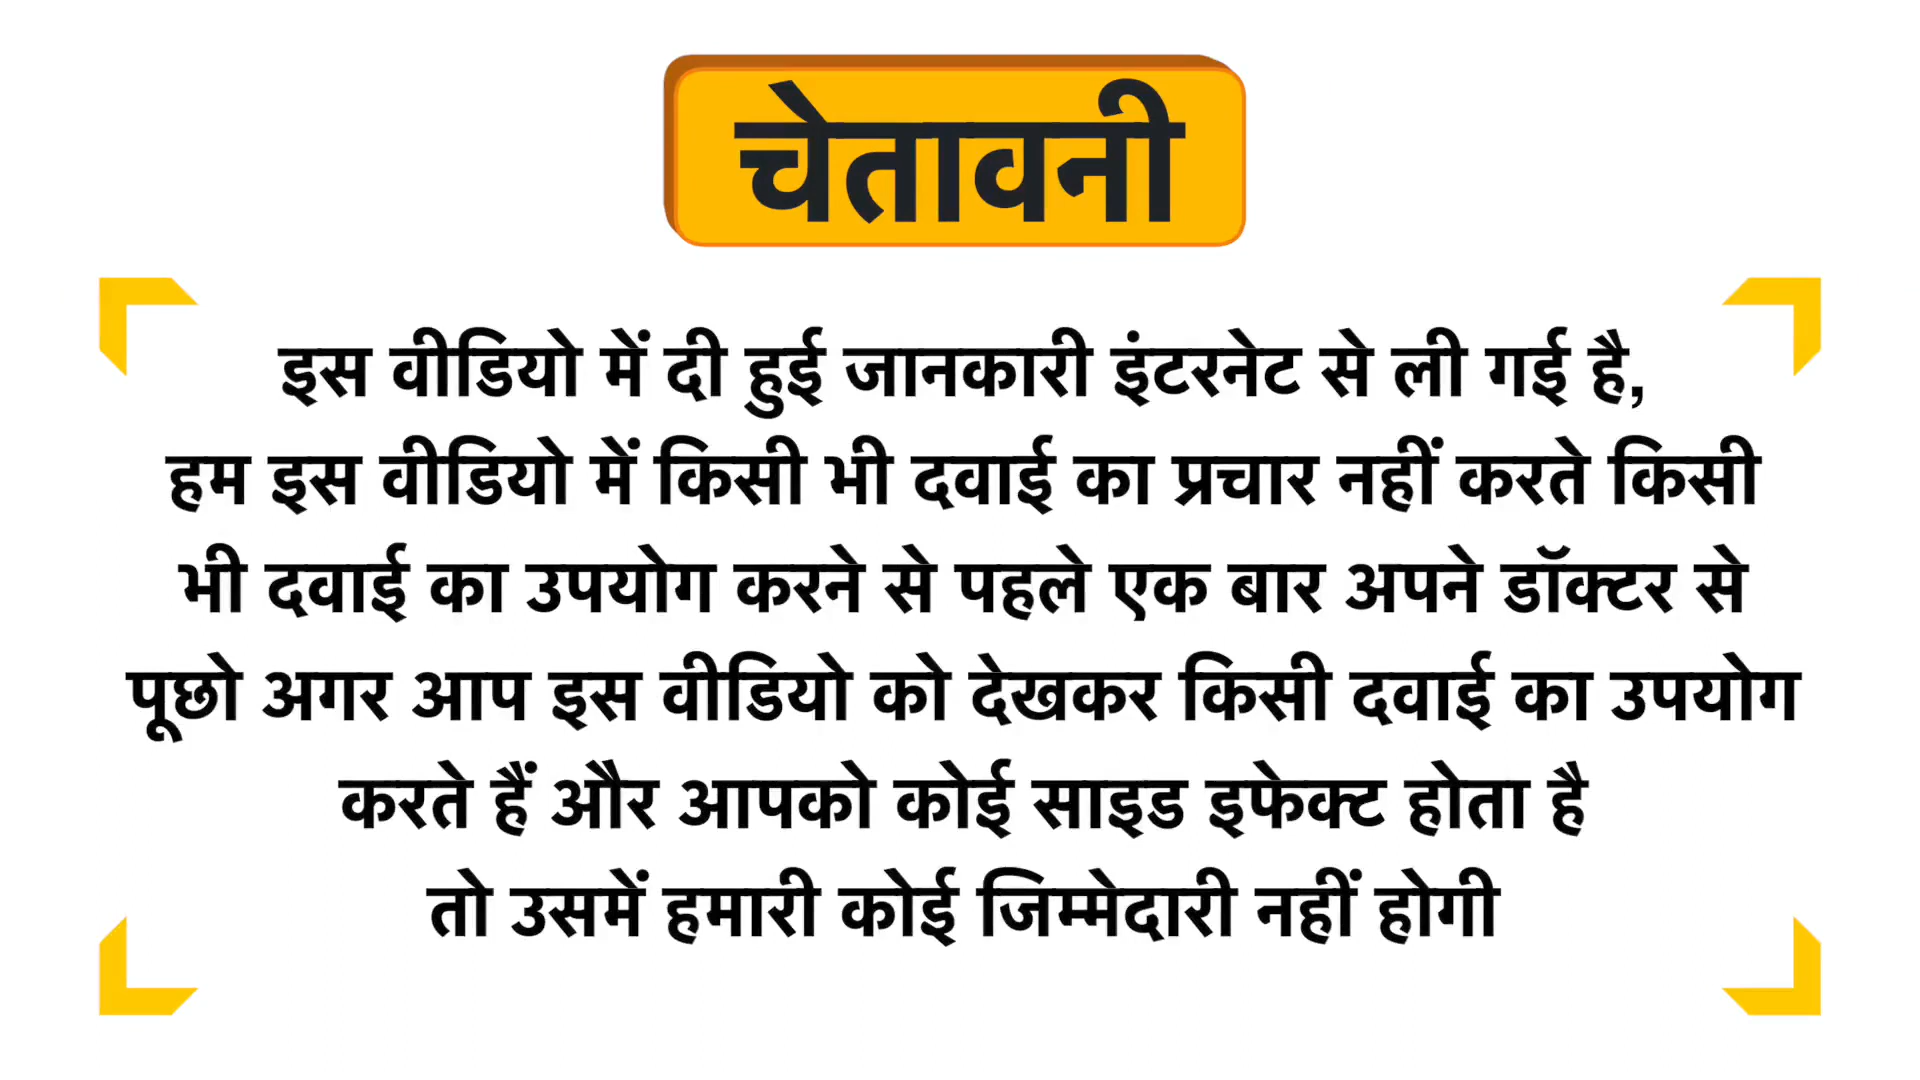 चेतावनी
इस वीडियो में दी हुई जानकारी इंटरनेट से ली गई है,
हम इस वीडियो में किसी भी दवाई का प्रचार नहीं करते किसी
भी दवाई का उपयोग करने से पहले एक बार अपने डॉक्टर से
पूछो अगर आप इस वीडियो को देखकर किसी दवाई का उपयोग
करते हैं और आपको कोई साइड इफेक्ट होता है
तो उसमें हमारी कोई जिम्मेदारी नहीं होगी